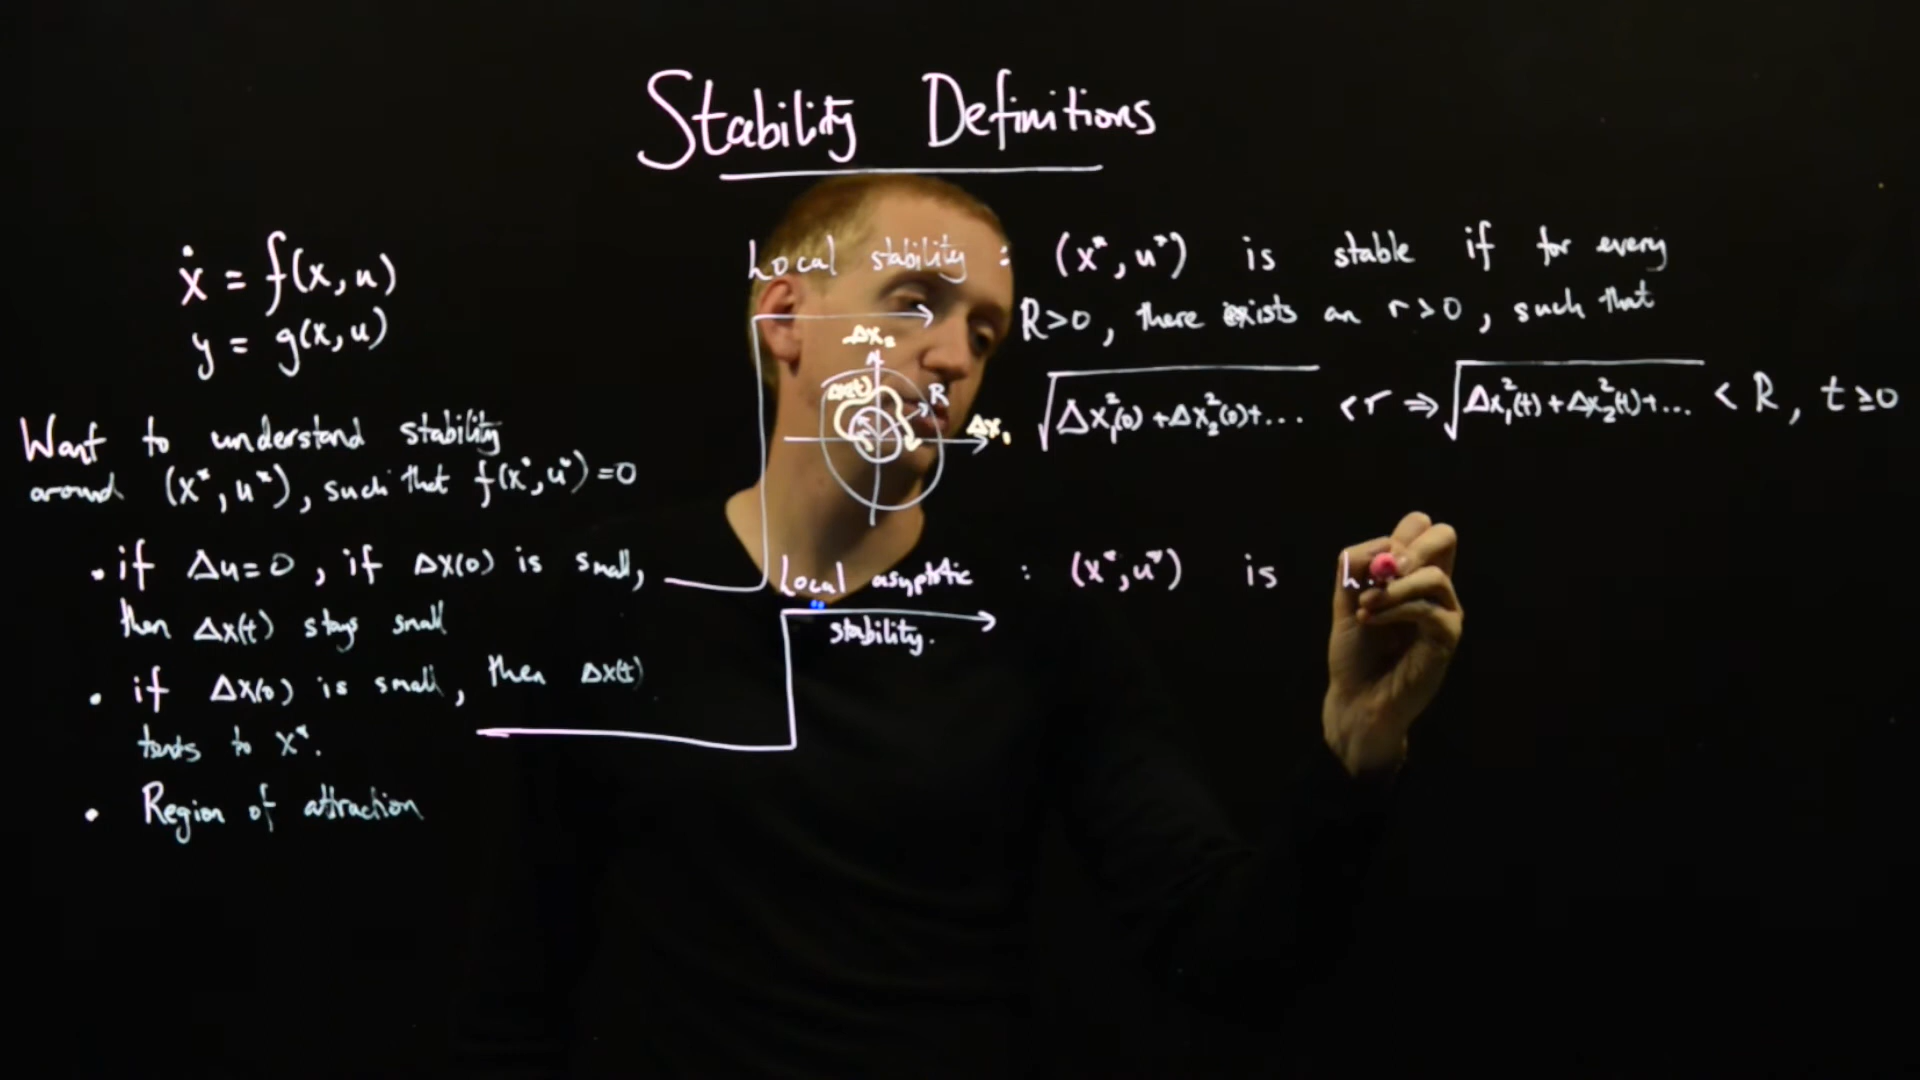 Stability Definitions
ẋ = f(x,u)
y = g(x,u)
Want to understand stability
around (x*,u*), such that f(x*,u*)=0
• if Δu=0, if Δx(0) is small,
then Δx(t) stays small
• if Δx(0) is small, then Δx(t)
tends to x*.
• Region of attraction
Local stability : (x*,u*) is stable if for every
R>0, there exists an r>0, such that
√Δx₁²(0)+Δx₂²(0)+... <r ⇒ √Δx₁²(t)+Δx₂²(t)+... < R, t≥0
Δx₂
Δx(t)
R
Δx₁
Local asymptotic : (x*,u*) is
stability.